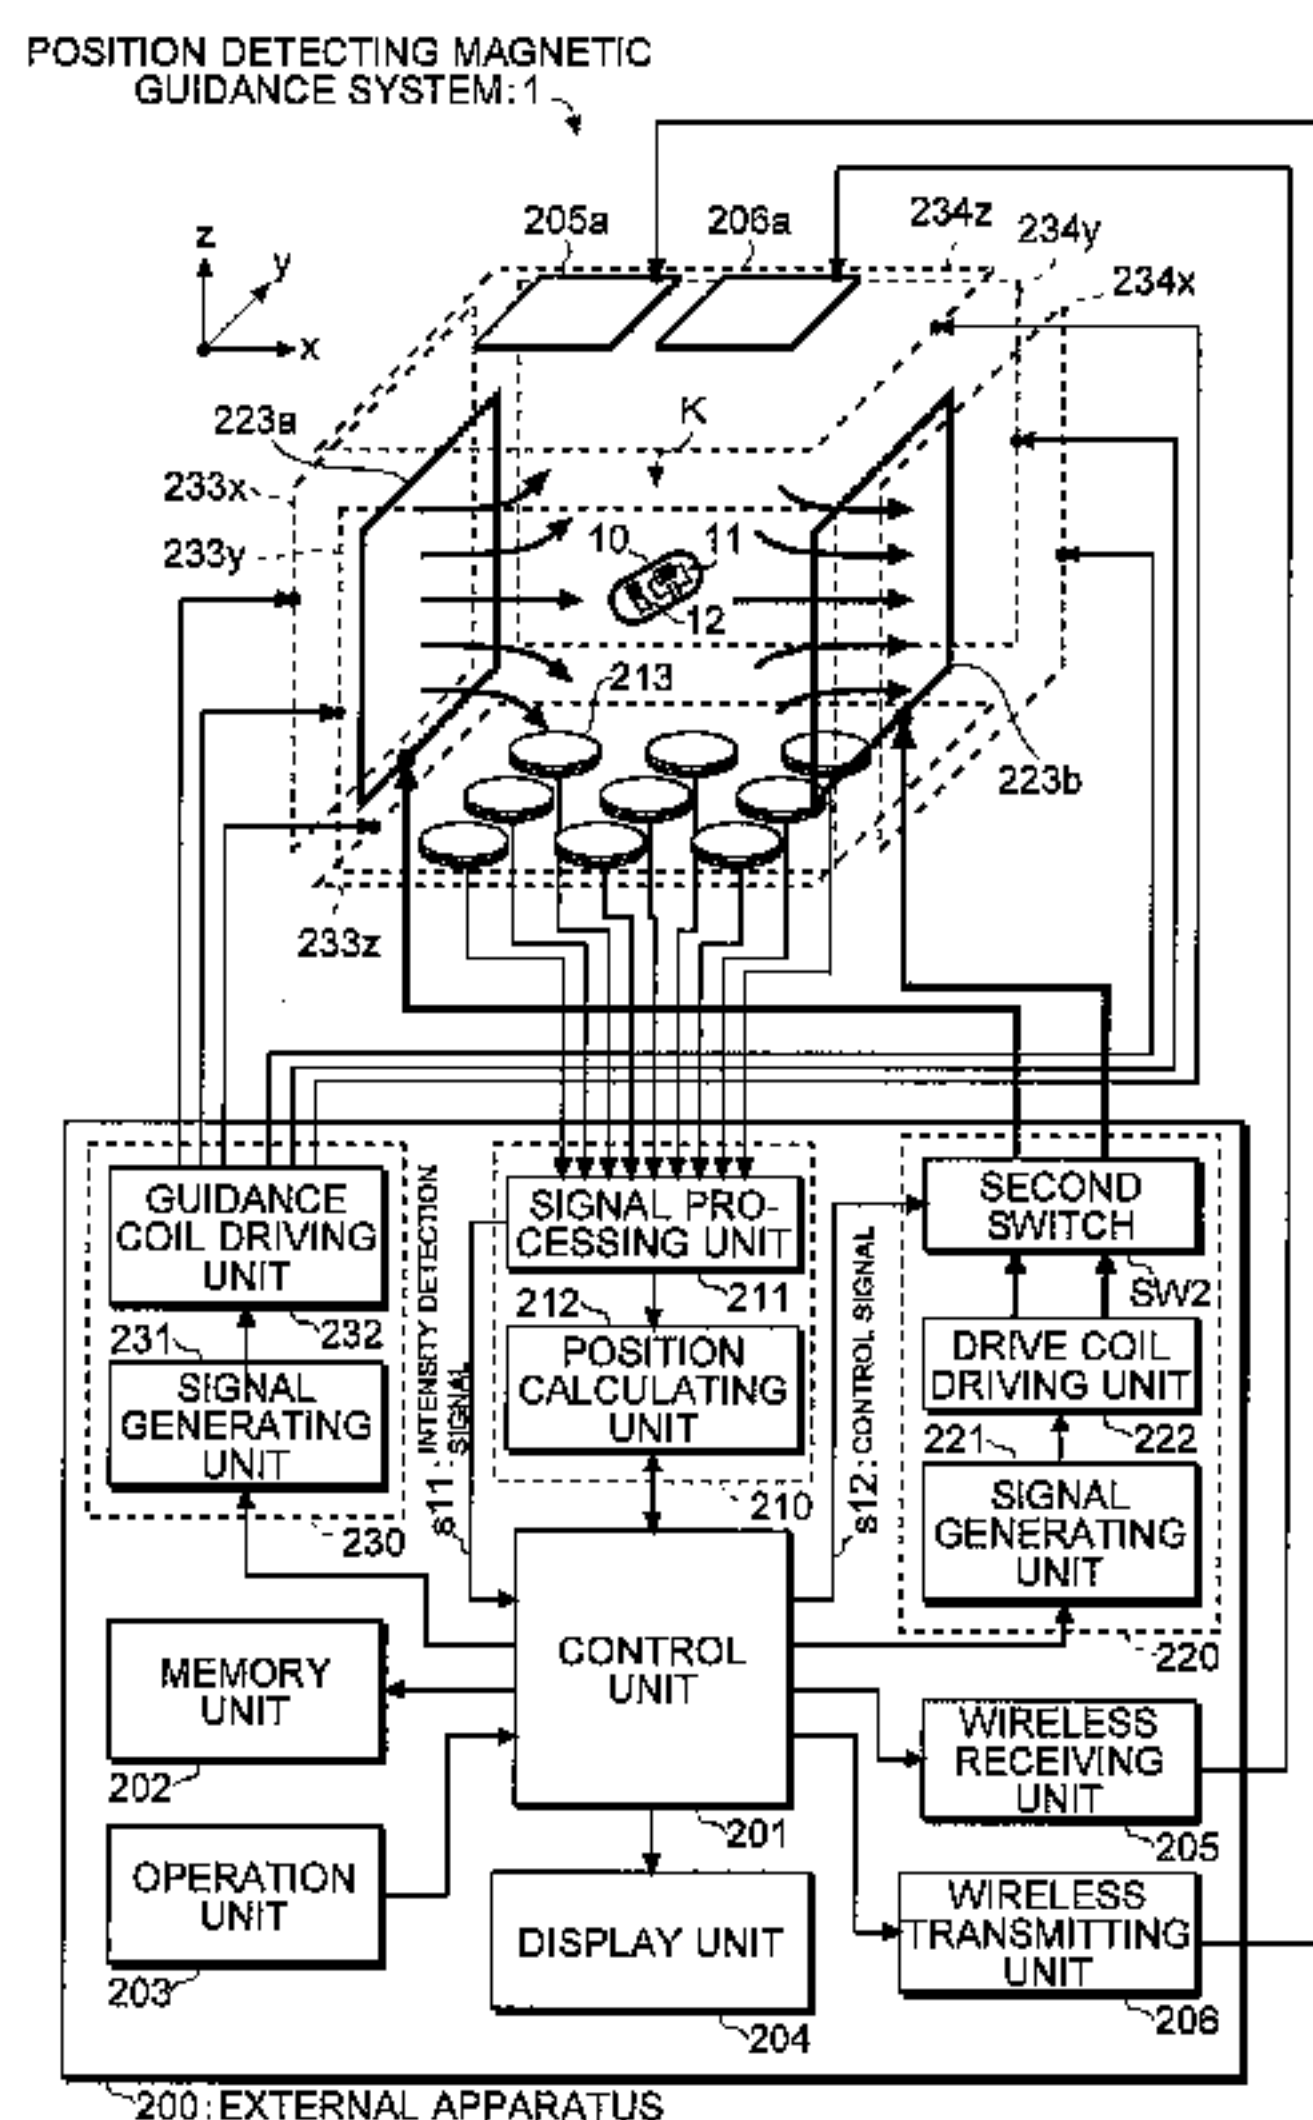 POSITION DETECTING MAGNETIC
GUIDANCE SYSTEM:1
205a
206a
234z
234y
234x
z
y
x
223a
K
233x
233y
10
11
12
213
223b
233z
GUIDANCE
COIL DRIVING
UNIT
232
231
SIGNAL
GENERATING
UNIT
230
s11: INTENSITY DETECTION
SIGNAL
SIGNAL PRO-
CESSING UNIT
211
212
POSITION
CALCULATING
UNIT
210
s12: CONTROL SIGNAL
SECOND
SWITCH
SW2
DRIVE COIL
DRIVING UNIT
222
221
SIGNAL
GENERATING
UNIT
220
MEMORY
UNIT
202
CONTROL
UNIT
201
WIRELESS
RECEIVING
UNIT
205
OPERATION
UNIT
203
DISPLAY UNIT
204
WIRELESS
TRANSMITTING
UNIT
206
200:EXTERNAL APPARATUS